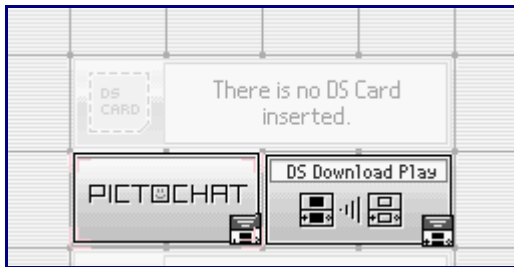 DS
CARD
There is no DS Card
inserted.
PICTOCHAT
DS Download Play